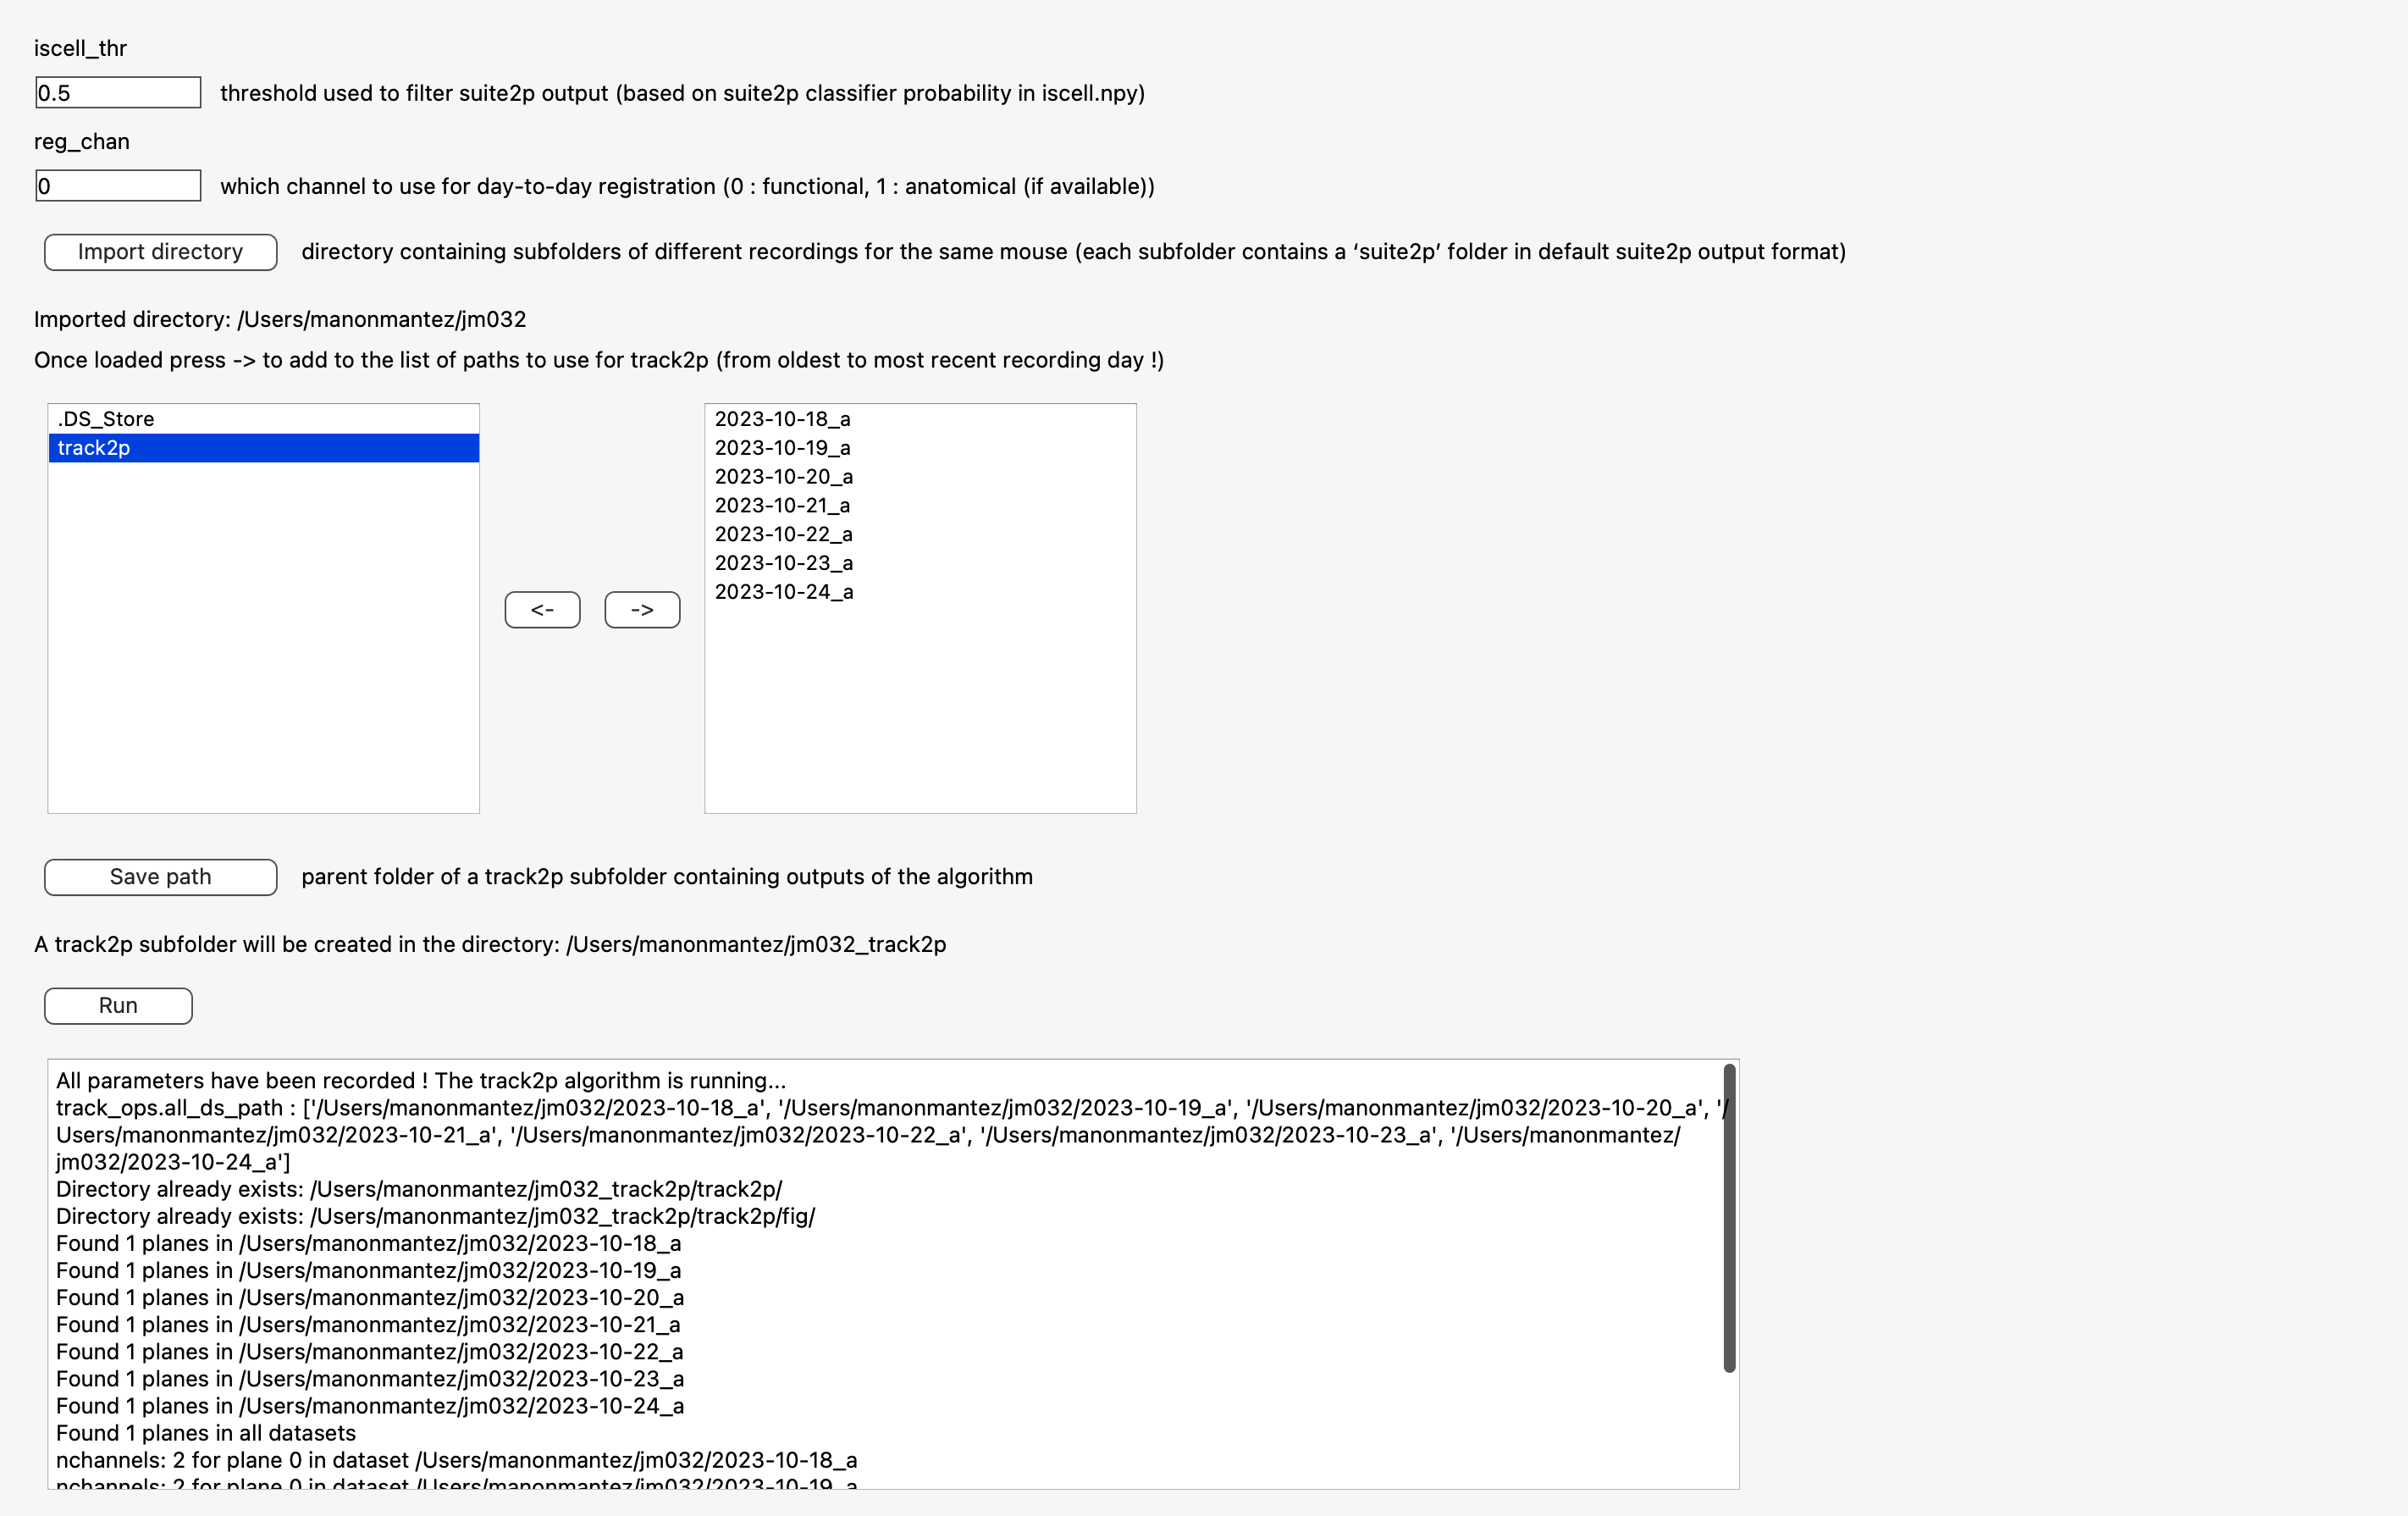 iscell_thr
0.5 threshold used to filter suite2p output (based on suite2p classifier probability in iscell.npy)
reg_chan
0 which channel to use for day-to-day registration (0 : functional, 1 : anatomical (if available))
Import directory directory containing subfolders of different recordings for the same mouse (each subfolder contains a ‘suite2p’ folder in default suite2p output format)
Imported directory: /Users/manonmantez/jm032
Once loaded press -> to add to the list of paths to use for track2p (from oldest to most recent recording day !)
.DS_Store
track2p
<- ->
2023-10-18_a
2023-10-19_a
2023-10-20_a
2023-10-21_a
2023-10-22_a
2023-10-23_a
2023-10-24_a
Save path parent folder of a track2p subfolder containing outputs of the algorithm
A track2p subfolder will be created in the directory: /Users/manonmantez/jm032_track2p
Run
All parameters have been recorded ! The track2p algorithm is running...
track_ops.all_ds_path : ['/Users/manonmantez/jm032/2023-10-18_a', '/Users/manonmantez/jm032/2023-10-19_a', '/Users/manonmantez/jm032/2023-10-20_a', '/
Users/manonmantez/jm032/2023-10-21_a', '/Users/manonmantez/jm032/2023-10-22_a', '/Users/manonmantez/jm032/2023-10-23_a', '/Users/manonmantez/
jm032/2023-10-24_a']
Directory already exists: /Users/manonmantez/jm032_track2p/track2p/
Directory already exists: /Users/manonmantez/jm032_track2p/track2p/fig/
Found 1 planes in /Users/manonmantez/jm032/2023-10-18_a
Found 1 planes in /Users/manonmantez/jm032/2023-10-19_a
Found 1 planes in /Users/manonmantez/jm032/2023-10-20_a
Found 1 planes in /Users/manonmantez/jm032/2023-10-21_a
Found 1 planes in /Users/manonmantez/jm032/2023-10-22_a
Found 1 planes in /Users/manonmantez/jm032/2023-10-23_a
Found 1 planes in /Users/manonmantez/jm032/2023-10-24_a
Found 1 planes in all datasets
nchannels: 2 for plane 0 in dataset /Users/manonmantez/jm032/2023-10-18_a
nchannels: 2 for plane 0 in dataset /Users/manonmantez/jm032/2023-10-19_a